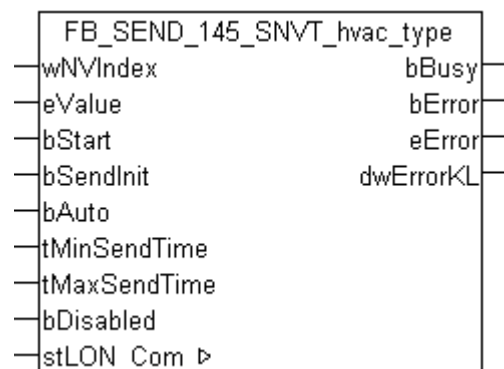 FB_SEND_145_SNVT_hvac_type
wNVIndex bBusy
eValue bError
bStart eError
bSendInit dwErrorKL
bAuto
tMinSendTime
tMaxSendTime
bDisabled
stLON_Com ▷